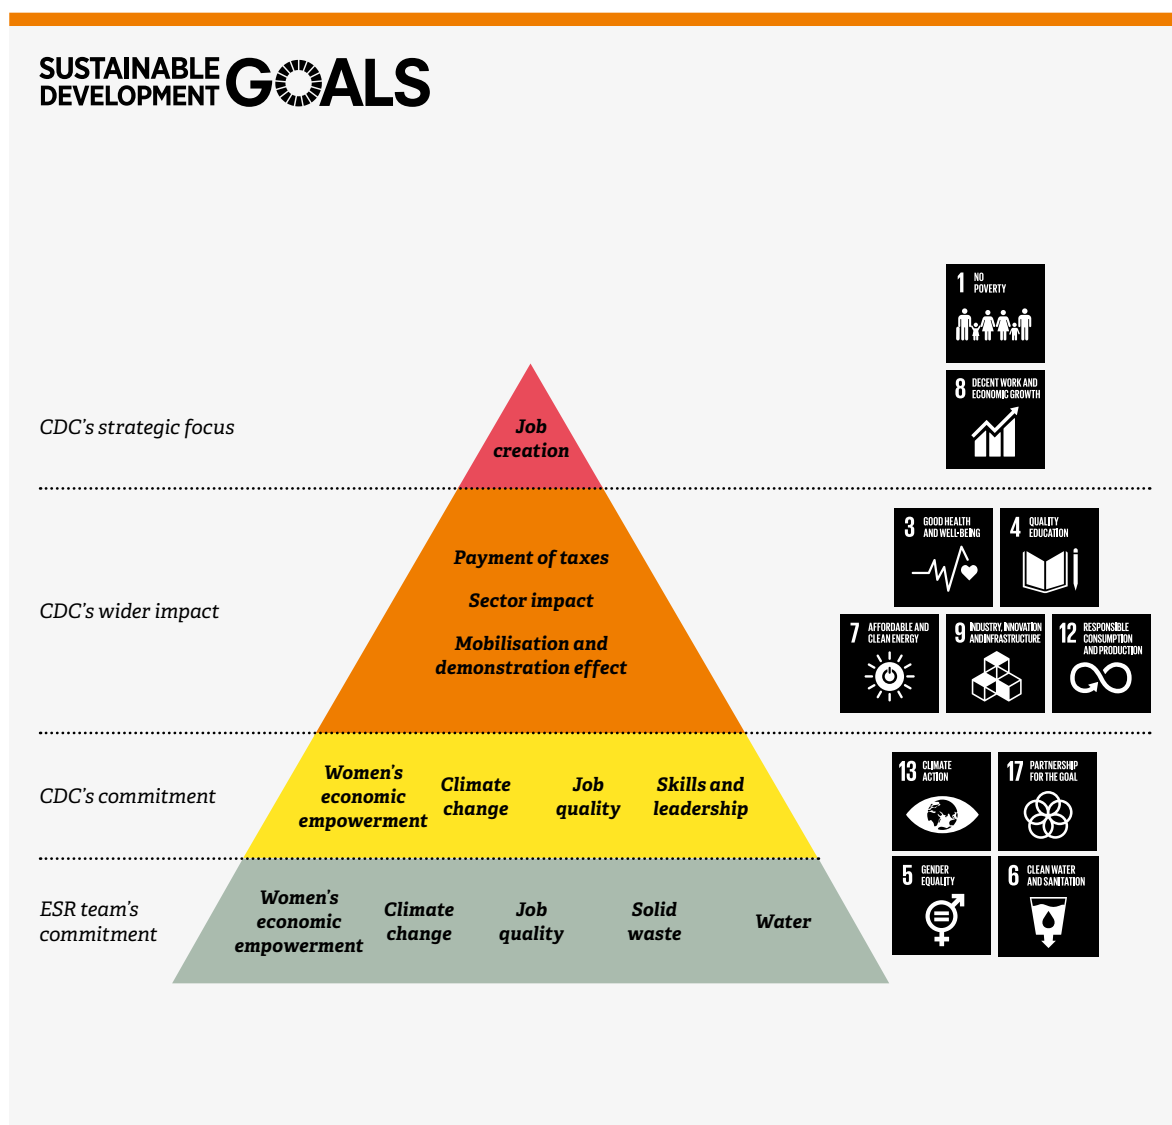 SUSTAINABLE
DEVELOPMENT
GOALS
1 NO
POVERTY
8 DECENT WORK AND
ECONOMIC GROWTH
CDC's strategic focus
Job
creation
3 GOOD HEALTH
AND WELL-BEING
4 QUALITY
EDUCATION
CDC's wider impact
Payment of taxes
Sector impact
Mobilisation and
demonstration effect
7 AFFORDABLE AND
CLEAN ENERGY
9 INDUSTRY, INNOVATION
AND INFRASTRUCTURE
12 RESPONSIBLE
CONSUMPTION
AND PRODUCTION
CDC's commitment
Women's
economic
empowerment
Climate
change
Job
quality
Skills and
leadership
13 CLIMATE
ACTION
17 PARTNERSHIP
FOR THE GOAL
ESR team's
commitment
Women's
economic
empowerment
Climate
change
Job
quality
Solid
waste
Water
5 GENDER
EQUALITY
6 CLEAN WATER
AND SANITATION